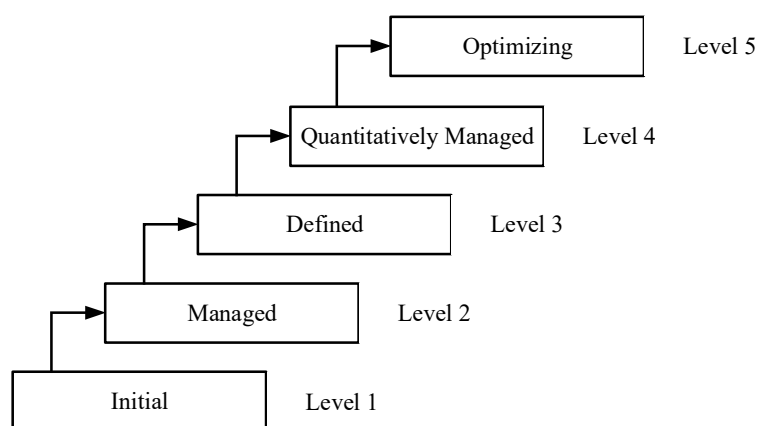 Optimizing Level 5
Quantitatively Managed Level 4
Defined Level 3
Managed Level 2
Initial Level 1